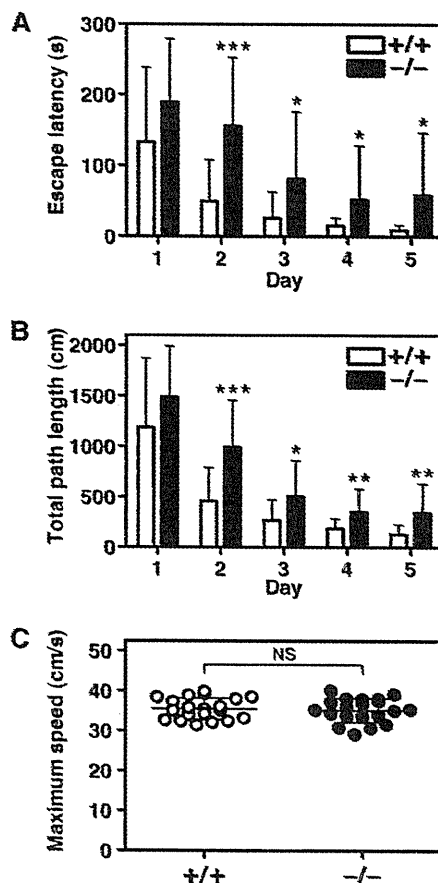 A
Escape latency (s)
300
200
100
0
+/+
−/−
***
*
*
*
1 2 3 4 5
Day
B
Total path length (cm)
2000
1500
1000
500
0
+/+
−/−
***
*
**
**
1 2 3 4 5
Day
C
Maximum speed (cm/s)
50
40
30
20
10
0
NS
+/+ −/−